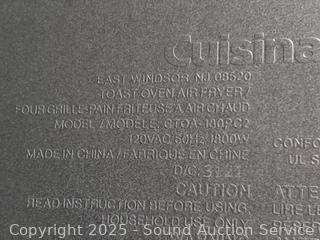 Cuisina
EAST WINDSOR, NJ 08520
TOAST OVEN AIR FRYER /
FOUR GRILLE-PAIN FRITEUSE A AIR CHAUD
MODEL / MODÈLE: CTOA-180PC2
120VAC 60Hz 1800W
MADE IN CHINA / FABRIQUE EN CHINE
D/C: 3121
CAUTION
READ INSTRUCTION BEFORE USING
HOUSEHOLD USE ONLY
CONFO
UL S
ATTE
LIRE LE
Copyright 2025 - Sound Auction Service